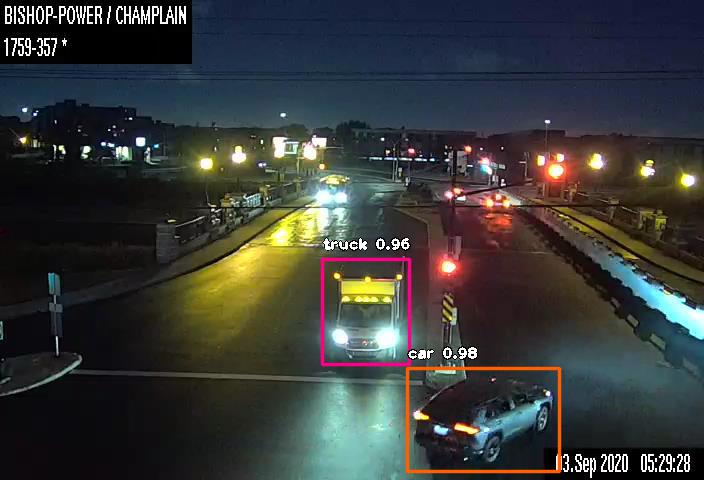 BISHOP-POWER / CHAMPLAIN
1759-357 *
truck 0.96
car 0.98
03.Sep 2020 05:29:28